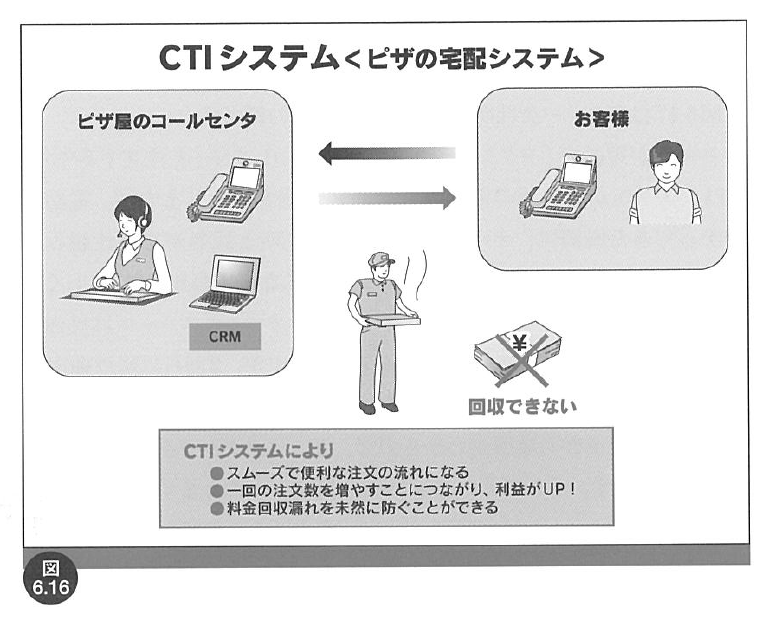 CTIシステム<ピザの宅配システム>
ピザ屋のコールセンタ
お客様
CRM
¥
回収できない
CTIシステムにより
●スムーズで便利な注文の流れになる
●一回の注文数を増やすことにつながり、利益がUP！
●料金回収漏れを未然に防ぐことができる
図
6.16